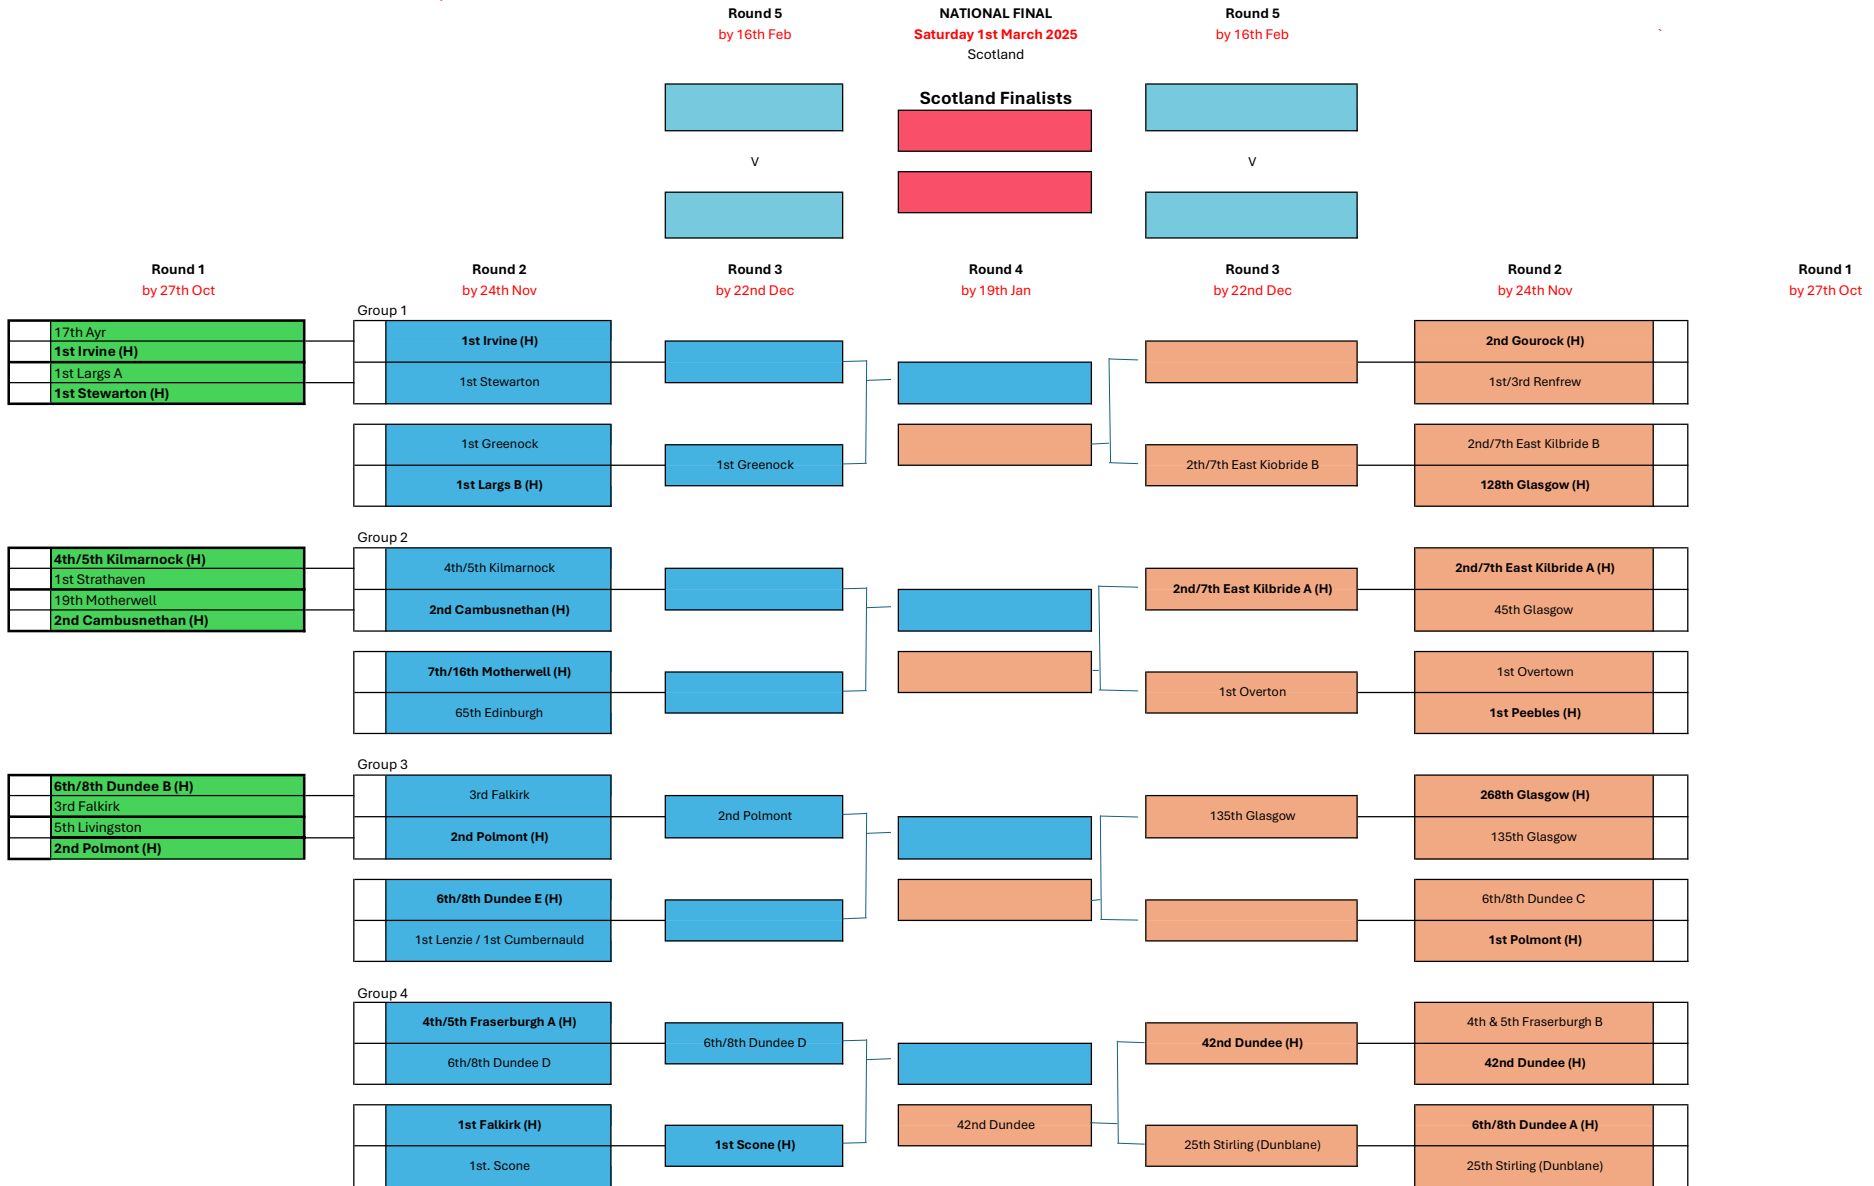 Round 5
NATIONAL FINAL
Round 5
by 16th Feb
Saturday 1st March 2025
by 16th Feb
Scotland
Scotland Finalists
V
V
Round 1
Round 2
Round 3
Round 4
Round 3
Round 2
Round 1
by 27th Oct
by 24th Nov
by 22nd Dec
by 19th Jan
by 22nd Dec
by 24th Nov
by 27th Oct
Group 1
17th Ayr
1st Irvine (H)
1st Largs A
1st Stewarton (H)
1st Irvine (H)
1st Stewarton
2nd Gourock (H)
1st/3rd Renfrew
1st Greenock
1st Largs B (H)
1st Greenock
2th/7th East Kiobride B
2nd/7th East Kilbride B
128th Glasgow (H)
Group 2
4th/5th Kilmarnock (H)
1st Strathaven
19th Motherwell
2nd Cambusnethan (H)
4th/5th Kilmarnock
2nd Cambusnethan (H)
2nd/7th East Kilbride A (H)
2nd/7th East Kilbride A (H)
45th Glasgow
7th/16th Motherwell (H)
65th Edinburgh
1st Overton
1st Overtown
1st Peebles (H)
Group 3
6th/8th Dundee B (H)
3rd Falkirk
5th Livingston
2nd Polmont (H)
3rd Falkirk
2nd Polmont (H)
2nd Polmont
135th Glasgow
268th Glasgow (H)
135th Glasgow
6th/8th Dundee E (H)
1st Lenzie / 1st Cumbernauld
6th/8th Dundee C
1st Polmont (H)
Group 4
4th/5th Fraserburgh A (H)
6th/8th Dundee D
6th/8th Dundee D
42nd Dundee (H)
4th & 5th Fraserburgh B
42nd Dundee (H)
1st Falkirk (H)
1st. Scone
1st Scone (H)
42nd Dundee
25th Stirling (Dunblane)
6th/8th Dundee A (H)
25th Stirling (Dunblane)